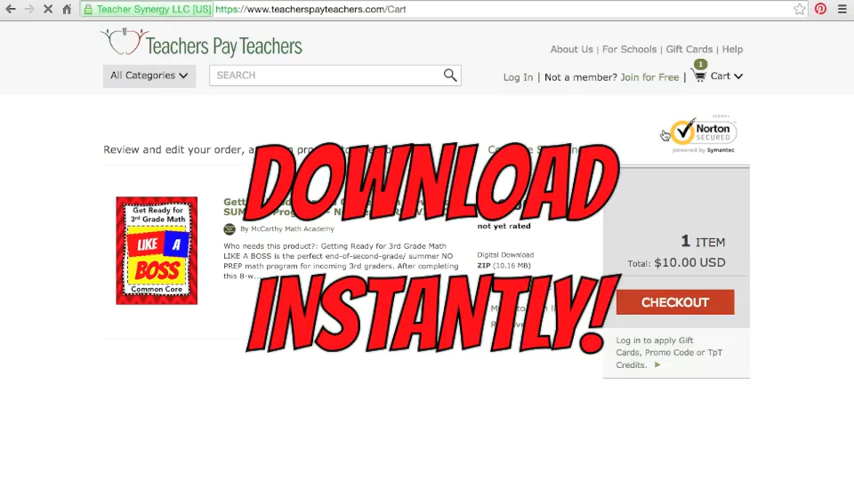 Teacher Synergy LLC [US] https://www.teacherspayteachers.com/Cart
Teachers Pay Teachers
About Us | For Schools | Gift Cards | Help
All Categories
SEARCH
Log In | Not a member? Join for Free |
1
Cart
Norton
SECURED
powered by Symantec
Review and edit your order,
DOWNLOAD
INSTANTLY!
Get Ready for
3rd Grade Math
LIKE A
BOSS
Common Core
By McCarthy Math Academy
Who needs this product?: Getting Ready for 3rd Grade Math
LIKE A BOSS is the perfect end-of-second-grade/ summer NO
PREP math program for incoming 3rd graders. After completing
this 8-w...
not yet rated
Digital Download
ZIP (10.16 MB)
1 ITEM
Total: $10.00 USD
CHECKOUT
Log in to apply Gift
Cards, Promo Code or TpT
Credits.